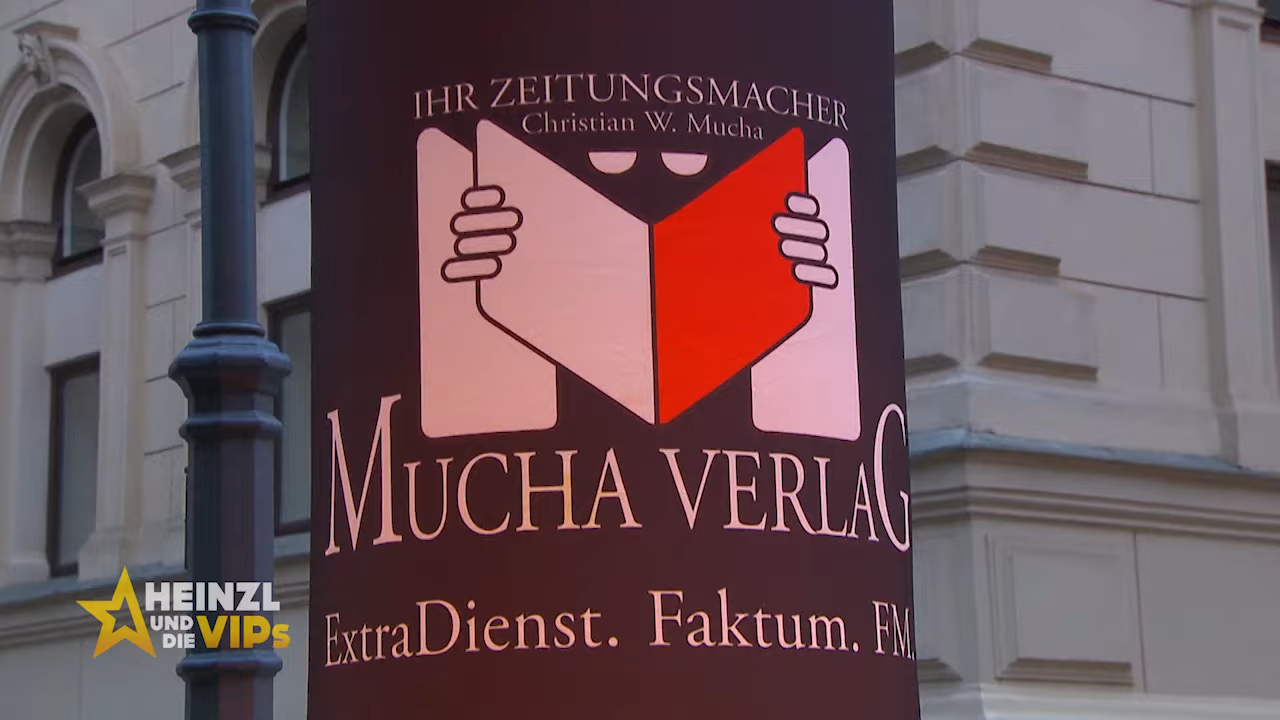 IHR ZEITUNGSMACHER
Christian W. Mucha
MUCHA VERLAG
ExtraDienst. Faktum. FM.
HEINZL
UND
DIE VIPs